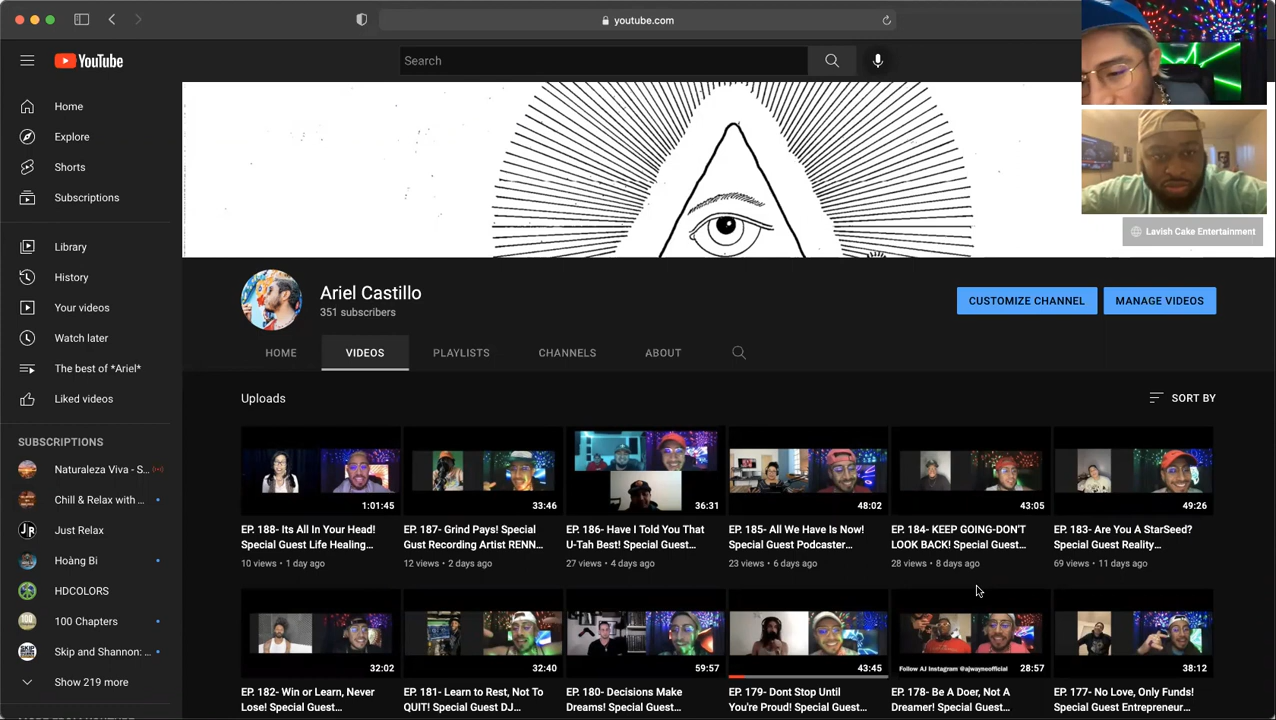 youtube.com
YouTube
Search
Home
Explore
Shorts
Subscriptions
Library
History
Your videos
Watch later
The best of *Ariel*
Liked videos
SUBSCRIPTIONS
Naturaleza Viva - S...
Chill & Relax with ...
Just Relax
Hoàng Bi
HDCOLORS
100 Chapters
Skip and Shannon: ...
Show 219 more
Lavish Cake Entertainment
Ariel Castillo
351 subscribers
CUSTOMIZE CHANNEL
MANAGE VIDEOS
HOME
VIDEOS
PLAYLISTS
CHANNELS
ABOUT
Uploads
SORT BY
1:01:45
EP. 188- Its All In Your Head!
Special Guest Life Healing...
10 views • 1 day ago
33:46
EP. 187- Grind Pays! Special
Gust Recording Artist RENN...
12 views • 2 days ago
36:31
EP. 186- Have I Told You That
U-Tah Best! Special Guest...
27 views • 4 days ago
48:02
EP. 185- All We Have Is Now!
Special Guest Podcaster...
23 views • 6 days ago
43:05
EP. 184- KEEP GOING-DON'T
LOOK BACK! Special Guest...
28 views • 8 days ago
49:26
EP. 183- Are You A StarSeed?
Special Guest Reality...
69 views • 11 days ago
32:02
EP. 182- Win or Learn, Never
Lose! Special Guest...
32:40
EP. 181- Learn to Rest, Not To
QUIT! Special Guest DJ...
59:57
EP. 180- Decisions Make
Dreams! Special Guest...
43:45
EP. 179- Dont Stop Until
You're Proud! Special Guest...
Follow AJ Instagram @ajwayneofficial
28:57
EP. 178- Be A Doer, Not A
Dreamer! Special Guest...
38:12
EP. 177- No Love, Only Funds!
Special Guest Entrepreneur...